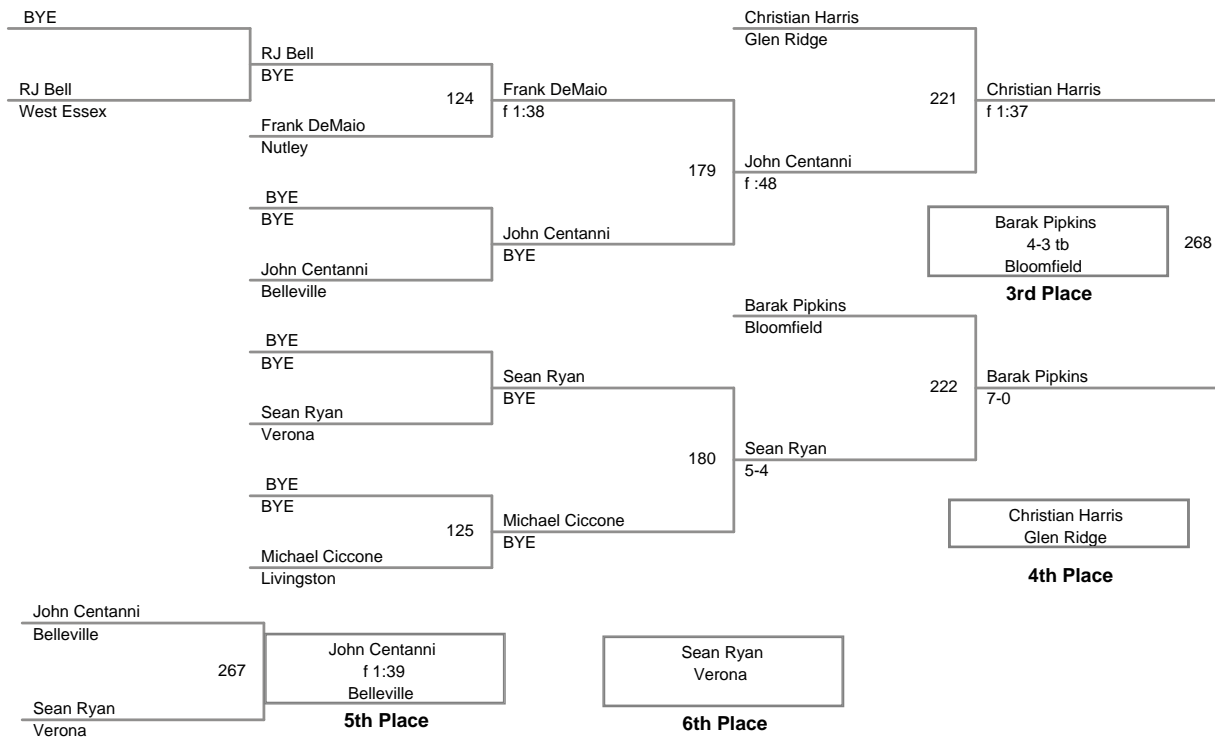 BYE
RJ Bell
West Essex
RJ Bell
BYE
124
Frank DeMaio
Nutley
Frank DeMaio
f 1:38
BYE
BYE
John Centanni
Belleville
John Centanni
BYE
179
John Centanni
f :48
Christian Harris
Glen Ridge
221
Christian Harris
f 1:37
Barak Pipkins
4-3 tb
Bloomfield
268
3rd Place
BYE
BYE
Sean Ryan
Verona
Sean Ryan
BYE
BYE
BYE
125
Michael Ciccone
Livingston
Michael Ciccone
BYE
180
Sean Ryan
5-4
Barak Pipkins
Bloomfield
222
Barak Pipkins
7-0
Christian Harris
Glen Ridge
4th Place
John Centanni
Belleville
267
Sean Ryan
Verona
John Centanni
f 1:39
Belleville
5th Place
Sean Ryan
Verona
6th Place